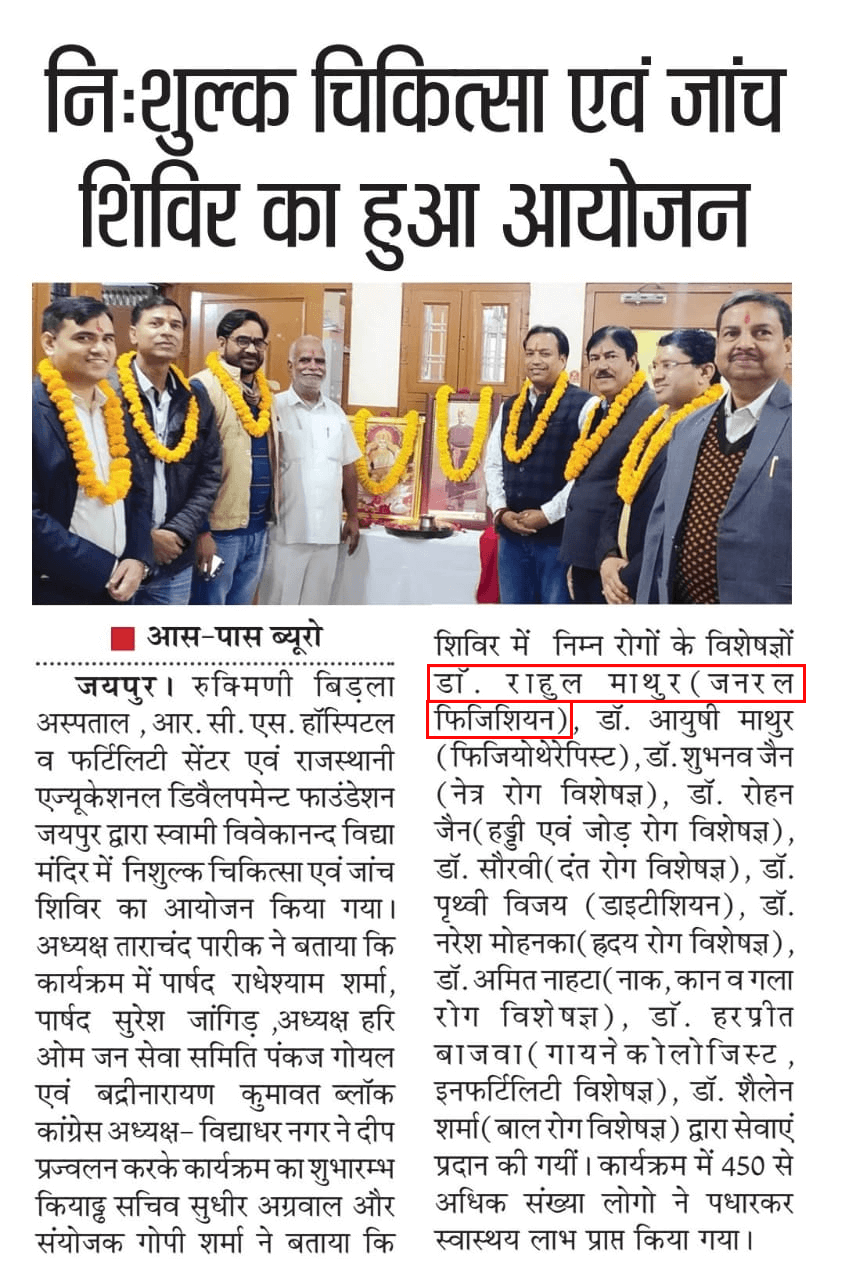 निःशुल्क चिकित्सा एवं जांच
शिविर का हुआ आयोजन
आस-पास ब्यूरो
जयपुर। रुक्मिणी बिड़ला
अस्पताल ,आर. सी. एस. हॉस्पिटल
व फर्टिलिटी सेंटर एवं राजस्थानी
एज्यूकेशनल डिवैलपमेन्ट फाउंडेशन
जयपुर द्वारा स्वामी विवेकानन्द विद्या
मंदिर में निशुल्क चिकित्सा एवं जांच
शिविर का आयोजन किया गया।
अध्यक्ष ताराचंद पारीक ने बताया कि
कार्यक्रम में पार्षद राधेश्याम शर्मा,
पार्षद सुरेश जांगिड़ ,अध्यक्ष हरि
ओम जन सेवा समिति पंकज गोयल
एवं बद्रीनारायण कुमावत ब्लॉक
कांग्रेस अध्यक्ष- विद्याधर नगर ने दीप
प्रज्वलन करके कार्यक्रम का शुभारम्भ
कियाद्व सचिव सुधीर अग्रवाल और
संयोजक गोपी शर्मा ने बताया कि
शिविर में निम्न रोगों के विशेषज्ञों
डॉ. राहुल माथुर(जनरल
फिजिशियन), डॉ. आयुषी माथुर
(फिजियोथेरेपिस्ट),डॉ.शुभनव जैन
(नेत्र रोग विशेषज्ञ), डॉ. रोहन
जैन(हड्डी एवं जोड़ रोग विशेषज्ञ),
डॉ. सौरवी(दंत रोग विशेषज्ञ), डॉ.
पृथ्वी विजय (डाइटीशियन), डॉ.
नरेश मोहनका(हृदय रोग विशेषज्ञ),
डॉ.अमित नाहटा(नाक,कान व गला
रोग विशेषज्ञ), डॉ. हरप्रीत
बाजवा(गायनेकोलोजिस्ट,
इनफर्टिलिटी विशेषज्ञ), डॉ. शैलेन
शर्मा(बाल रोग विशेषज्ञ) द्वारा सेवाएं
प्रदान की गयीं। कार्यक्रम में 450 से
अधिक संख्या लोगो ने पधारकर
स्वास्थय लाभ प्राप्त किया गया।